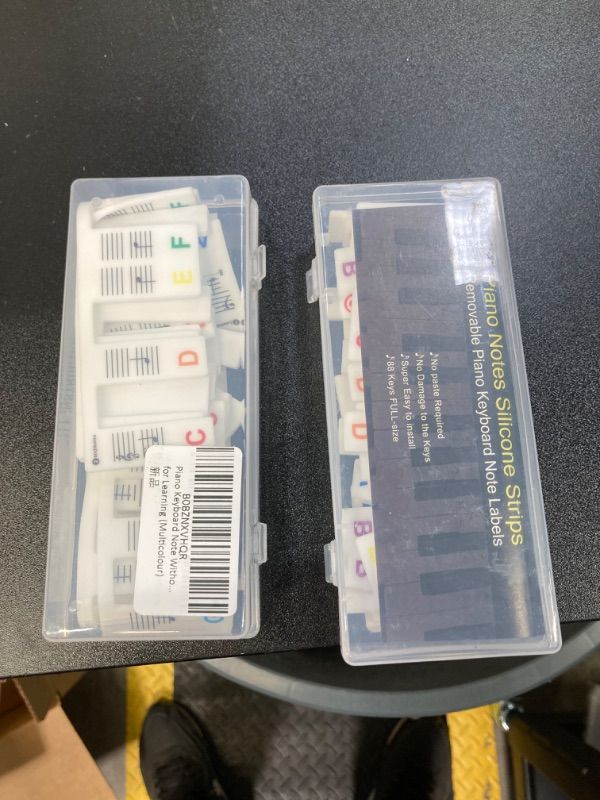 F
F
E
D
C
B0BZNXVHQR
Piano Keyboard Note Witho...
for Learning (Multicolour)
新品
Piano Notes Silicone Strips
Removable Piano Keyboard Note Labels
♪ No paste Required
♪ No Damage to the Keys
♪ Super Easy to install
♪ 88 Keys FULL-size
B
C
D
D
B
B